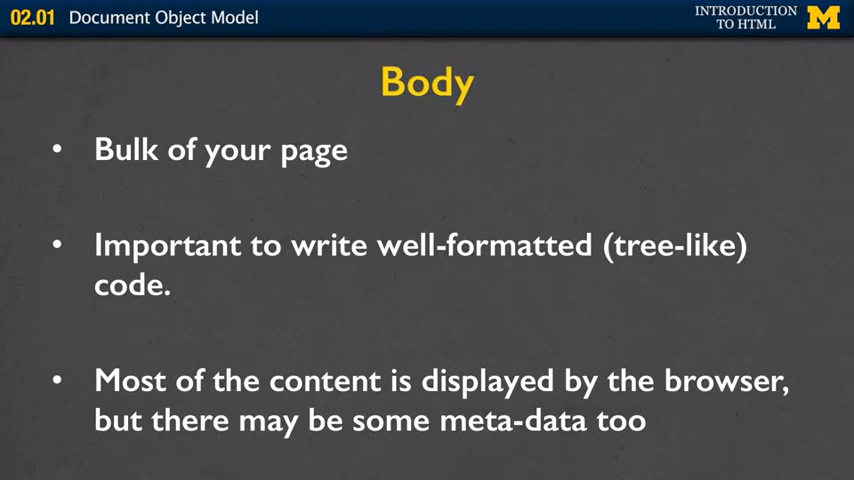 02.01 Document Object Model
INTRODUCTION
TO HTML
M
Body
• Bulk of your page
• Important to write well-formatted (tree-like)
code.
• Most of the content is displayed by the browser,
but there may be some meta-data too